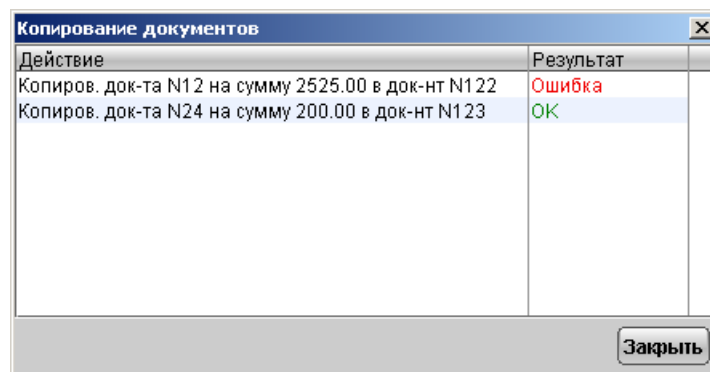 Копирование документов
Действие Результат
Копиров. док-та N12 на сумму 2525.00 в док-нт N122 Ошибка
Копиров. док-та N24 на сумму 200.00 в док-нт N123 OK
Закрыть